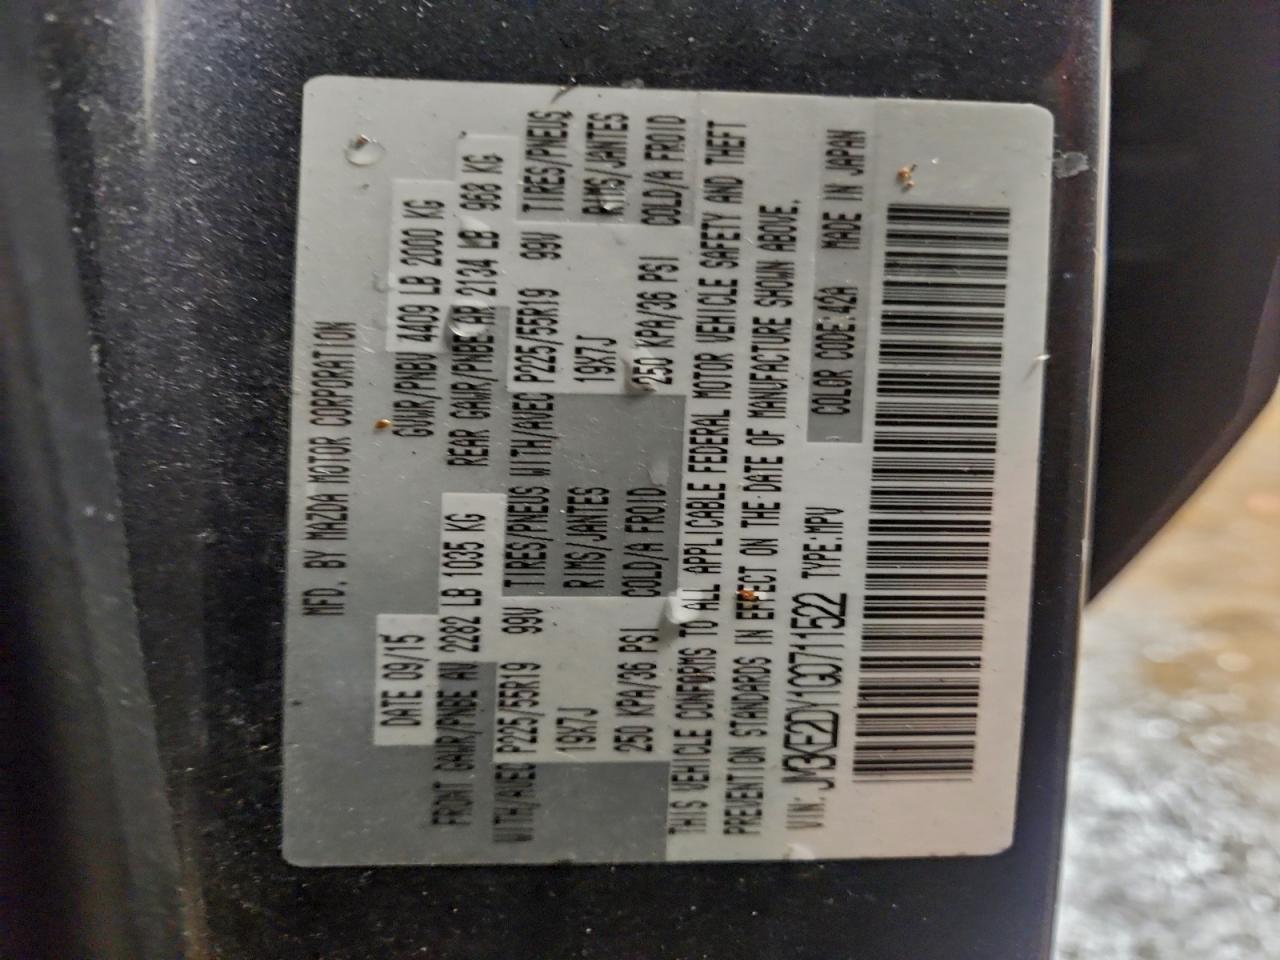 MFD. BY MAZDA MOTOR CORPORATION
DATE 09/15 GVWR/PNBV 4409 LB 2000 KG
FRONT GAWR/PNBE AV 2282 LB 1035 KG REAR GAWR/PNBE AR 2134 LB 968 KG
WITH/AVEC P225/55R19 99V TIRES/PNEUS WITH/AVEC P225/55R19 99V TIRES/PNEUS
19X7J RIMS/JANTES 19X7J RIMS/JANTES
250 KPA/36 PSI COLD/A FROID 250 KPA/36 PSI COLD/A FROID
THIS VEHICLE CONFORMS TO ALL APPLICABLE FEDERAL MOTOR VEHICLE SAFETY AND THEFT
PREVENTION STANDARDS IN EFFECT ON THE DATE OF MANUFACTURE SHOWN ABOVE.
VIN: JM3KE2DY1G0711522 TYPE:MPV COLOR CODE:42A MADE IN JAPAN